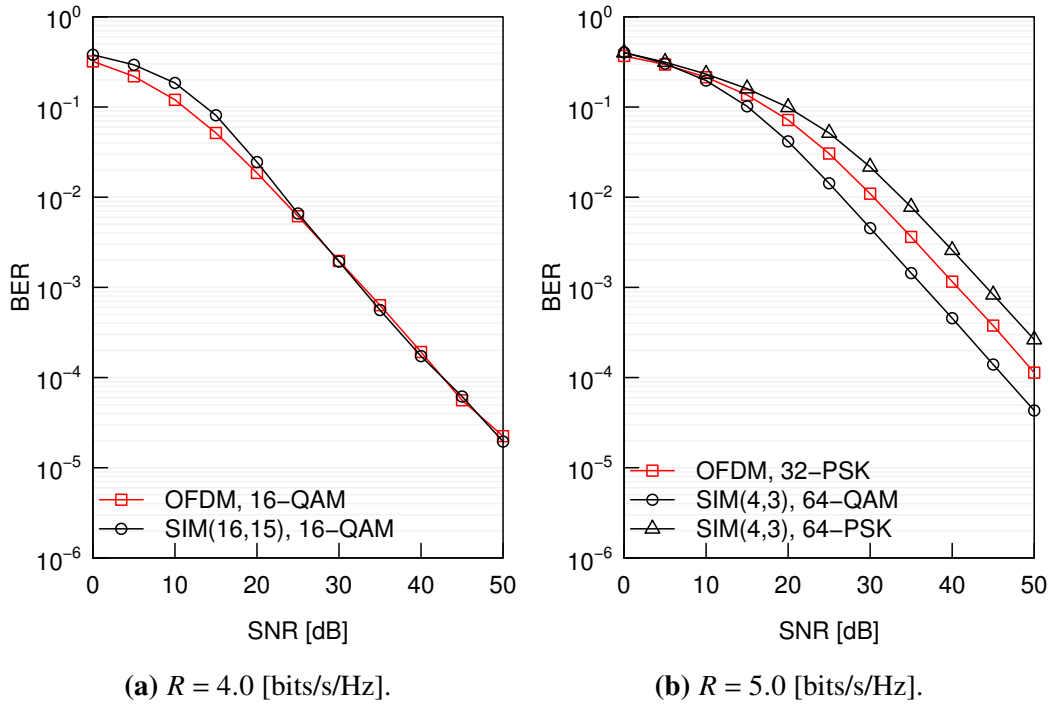 10^0
10^-1
10^-2
10^-3
10^-4
10^-5
10^-6
BER
0 10 20 30 40 50
SNR [dB]
OFDM, 16−QAM
SIM(16,15), 16−QAM
(a) R = 4.0 [bits/s/Hz].
10^0
10^-1
10^-2
10^-3
10^-4
10^-5
10^-6
BER
0 10 20 30 40 50
SNR [dB]
OFDM, 32−PSK
SIM(4,3), 64−QAM
SIM(4,3), 64−PSK
(b) R = 5.0 [bits/s/Hz].